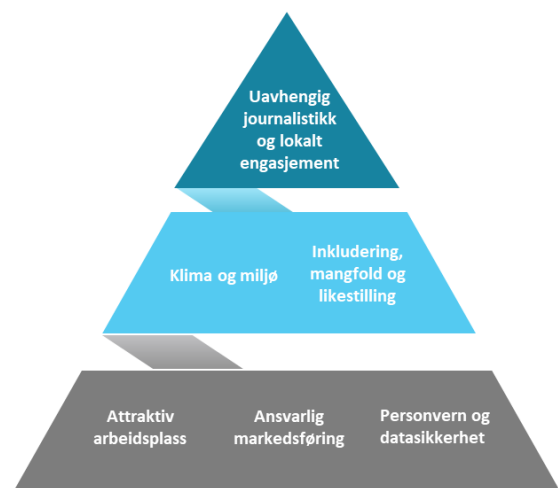 Uavhengig
journalistikk
og lokalt
engasjement
Klima og miljø
Inkludering,
mangfold og
likestilling
Attraktiv
arbeidsplass
Ansvarlig
markedsføring
Personvern og
datasikkerhet